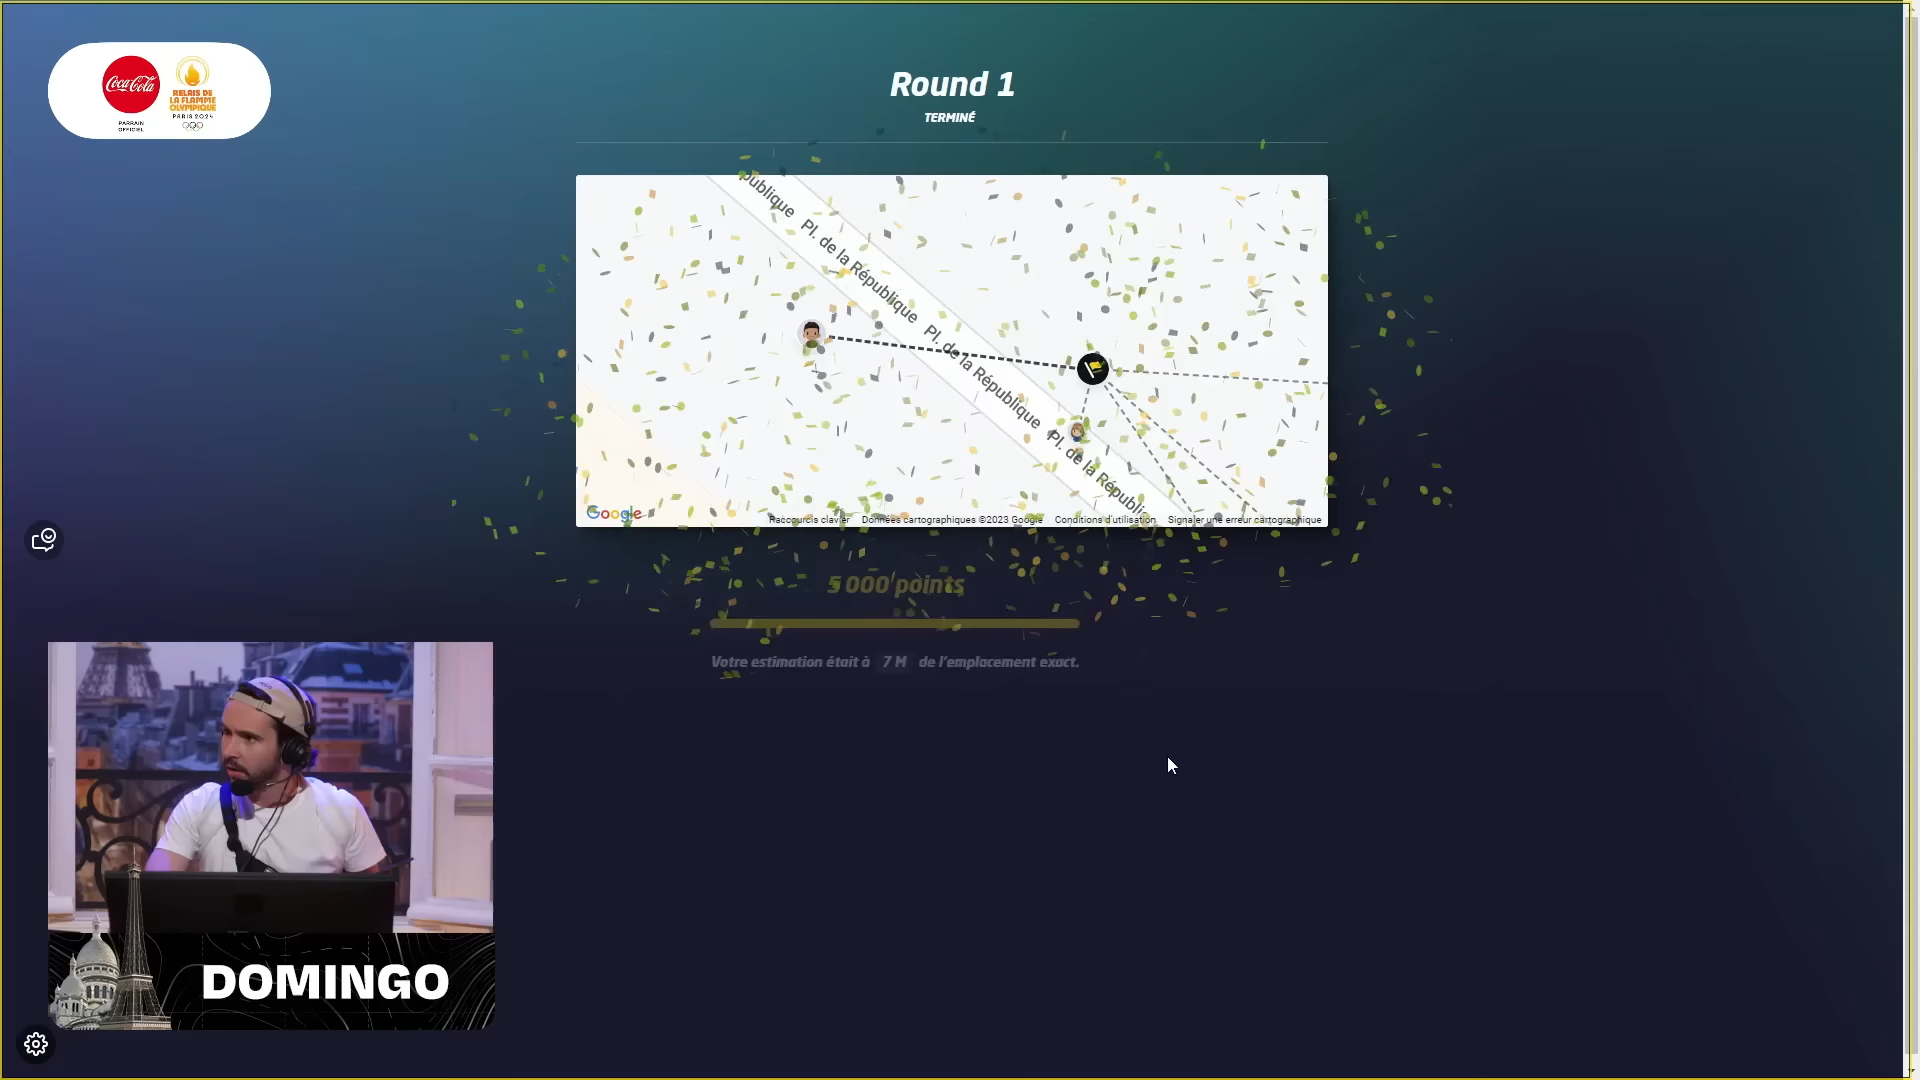 Coca-Cola
PARRAIN
OFFICIEL
RELAIS DE
LA FLAMME
OLYMPIQUE
PARIS 2024
Round 1
TERMINÉ
publique
Pl. de la République
Pl. de la République
Pl. de la Républi
Google
Raccourcis clavier
Données cartographiques ©2023 Google
Conditions d'utilisation
Signaler une erreur cartographique
5 000 points
Votre estimation était à 7 M de l'emplacement exact.
DOMINGO